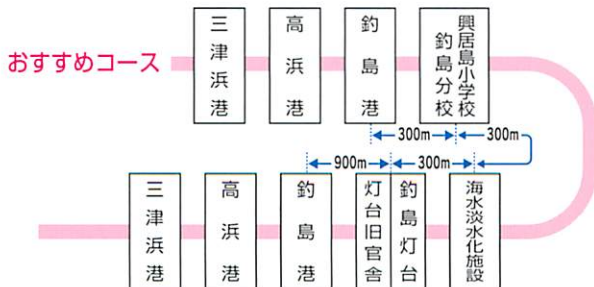 おすすめコース
三津浜港
高浜港
釣島港
興居島小学校
釣島分校
300m
300m
900m
300m
三津浜港
高浜港
釣島港
灯台旧官舎
釣島灯台
海水淡水化施設